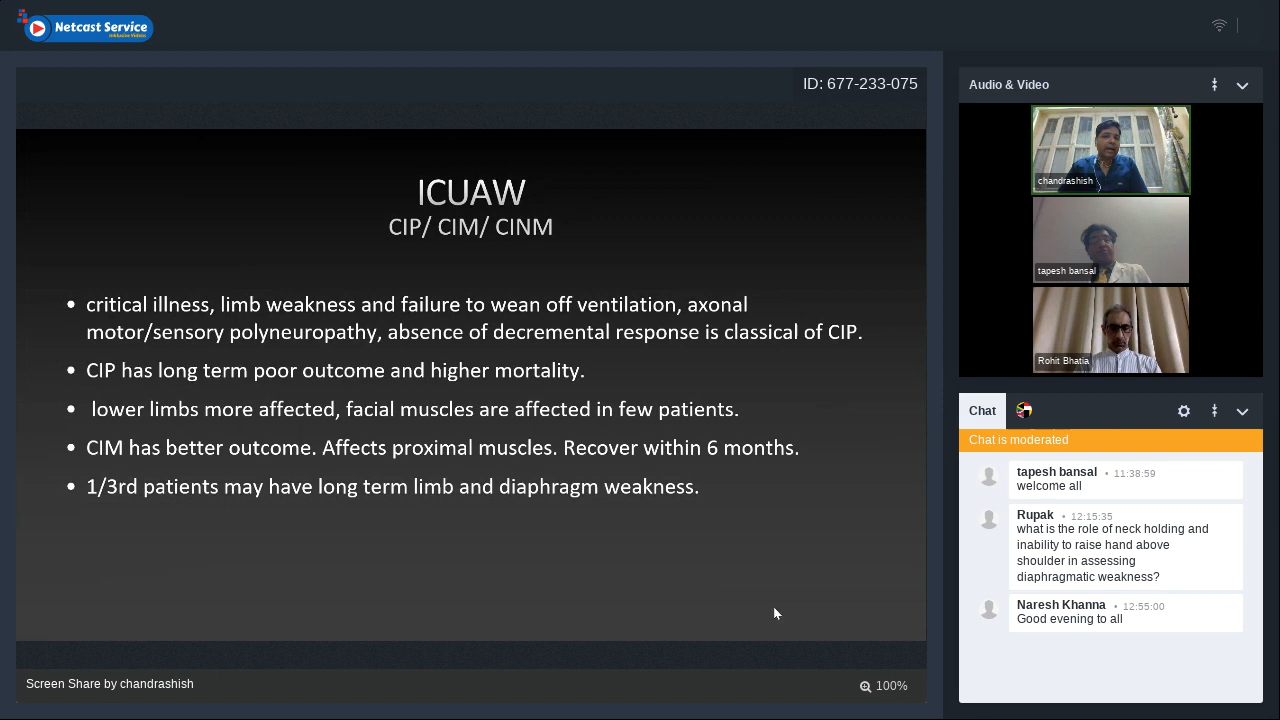 Netcast Service
Inklusive Videos
ID: 677-233-075
ICUAW
CIP/ CIM/ CINM
• critical illness, limb weakness and failure to wean off ventilation, axonal
motor/sensory polyneuropathy, absence of decremental response is classical of CIP.
• CIP has long term poor outcome and higher mortality.
• lower limbs more affected, facial muscles are affected in few patients.
• CIM has better outcome. Affects proximal muscles. Recover within 6 months.
• 1/3rd patients may have long term limb and diaphragm weakness.
Screen Share by chandrashish
100%
Audio & Video
chandrashish
tapesh bansal
Rohit Bhatia
Chat
Chat is moderated
tapesh bansal • 11:38:59
welcome all
Rupak • 12:15:35
what is the role of neck holding and
inability to raise hand above
shoulder in assessing
diaphragmatic weakness?
Naresh Khanna • 12:55:00
Good evening to all